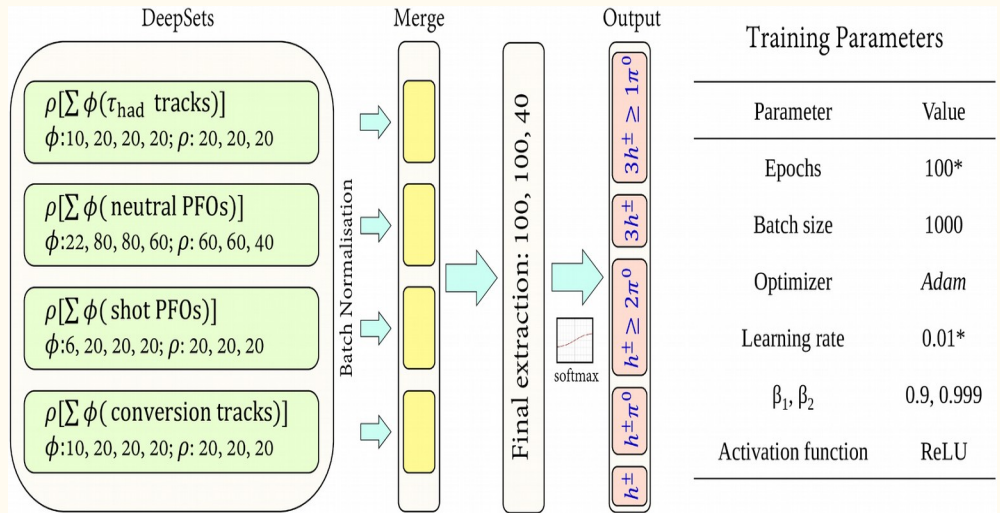 DeepSets
ρ[∑ ϕ(τhad tracks)]
ϕ:10, 20, 20, 20; ρ: 20, 20, 20
ρ[∑ ϕ( neutral PFOs)]
ϕ:22, 80, 80, 60; ρ: 60, 60, 40
ρ[∑ ϕ( shot PFOs)]
ϕ:6, 20, 20, 20; ρ: 20, 20, 20
ρ[∑ ϕ( conversion tracks)]
ϕ:10, 20, 20, 20; ρ: 20, 20, 20
Batch Normalisation
Merge
Final extraction: 100, 100, 40
softmax
Output
3h± ≥ 1π⁰
3h±
h± ≥ 2π⁰
h±π⁰
h±
Training Parameters
Parameter Value
Epochs 100*
Batch size 1000
Optimizer Adam
Learning rate 0.01*
β₁, β₂ 0.9, 0.999
Activation function ReLU